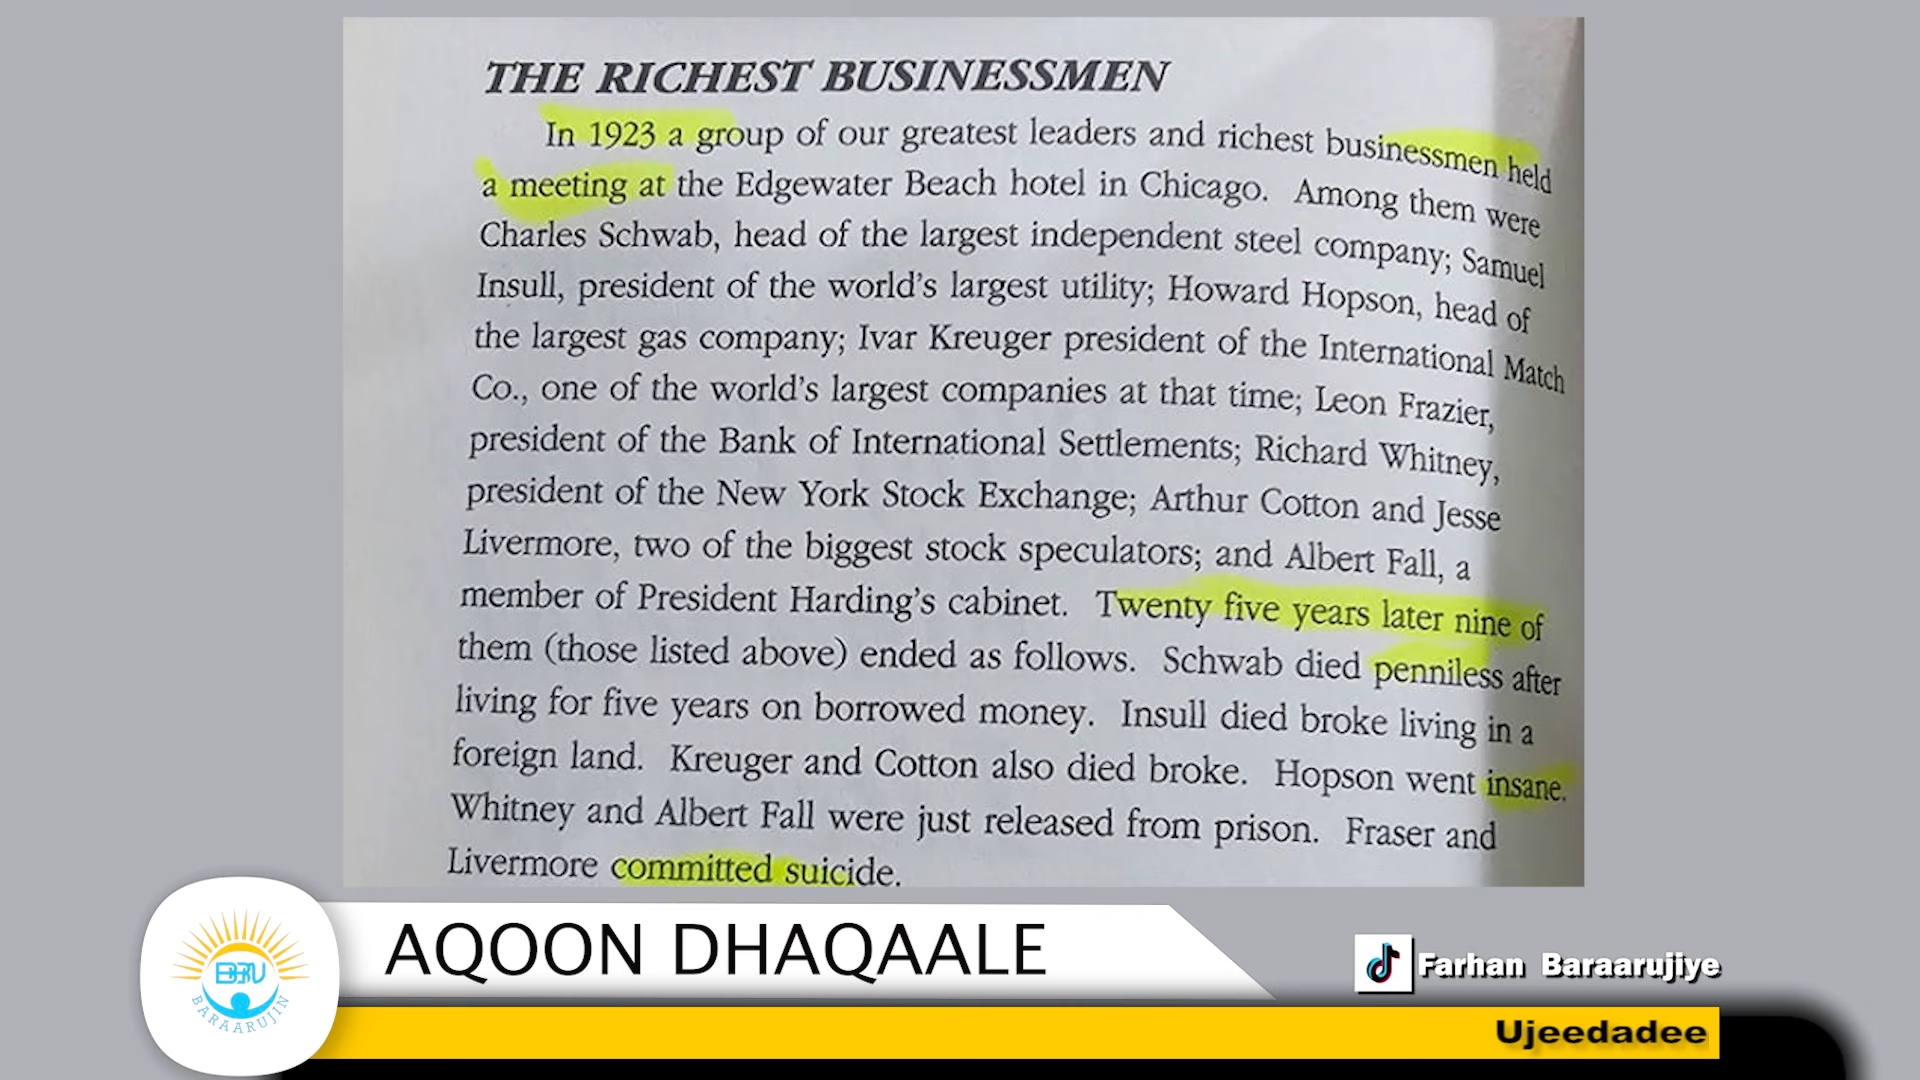 THE RICHEST BUSINESSMEN
In 1923 a group of our greatest leaders and richest businessmen held
a meeting at the Edgewater Beach hotel in Chicago. Among them were
Charles Schwab, head of the largest independent steel company; Samuel
Insull, president of the world's largest utility; Howard Hopson, head of
the largest gas company; Ivar Kreuger president of the International Match
Co., one of the world's largest companies at that time; Leon Frazier,
president of the Bank of International Settlements; Richard Whitney,
president of the New York Stock Exchange; Arthur Cotton and Jesse
Livermore, two of the biggest stock speculators; and Albert Fall, a
member of President Harding's cabinet. Twenty five years later nine of
them (those listed above) ended as follows. Schwab died penniless after
living for five years on borrowed money. Insull died broke living in a
foreign land. Kreuger and Cotton also died broke. Hopson went insane.
Whitney and Albert Fall were just released from prison. Fraser and
Livermore committed suicide.
BARAARUJIN
AQOON DHAQAALE
Farhan Baraarujiye
Ujeedadee